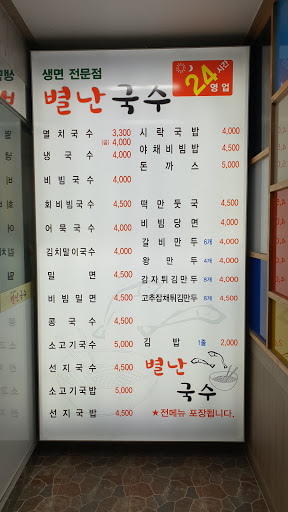 생면 전문점
별난국수
24시간 영업
멸치국수 3,300
(곱) 4,000
냉국수 4,000
비빔국수 4,000
회비빔국수 4,500
어묵국수 4,000
김치말이국수 4,000
밀면 4,500
비빔밀면 4,500
콩국수 4,500
소고기국수 5,000
선지국수 4,500
소고기국밥 5,000
선지국밥 4,500
시락국밥 4,000
야채비빔밥 4,000
돈까스 5,000
떡만둣국 4,500
비빔당면 4,000
갈비만두 6개 4,000
왕만두 4개 4,000
감자튀김만두 8개 4,000
고추잡채튀김만두 6개 4,500
김밥 1줄 2,000
별난
국수
★전메뉴 포장됩니다.